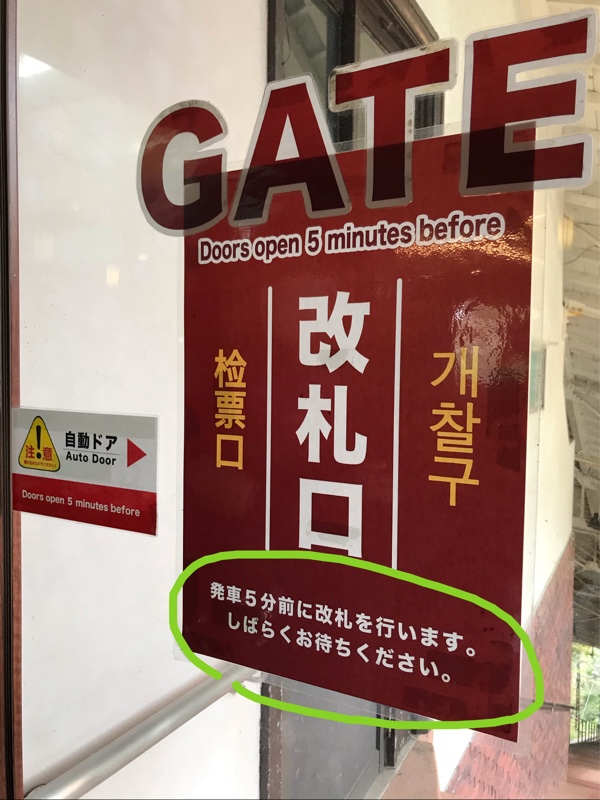 GATE
Doors open 5 minutes before
检票口
改札口
개찰구
注意
自動ドア
Auto Door
Doors open 5 minutes before
発車5分前に改札を行います。
しばらくお待ちください。